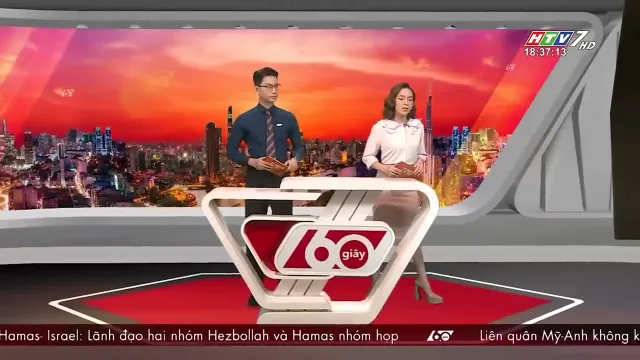 HTV7 HD
18:37:13
60 giây
Hamas- Israel: Lãnh đạo hai nhóm Hezbollah và Hamas nhóm họp 60 Liên quân Mỹ-Anh không k